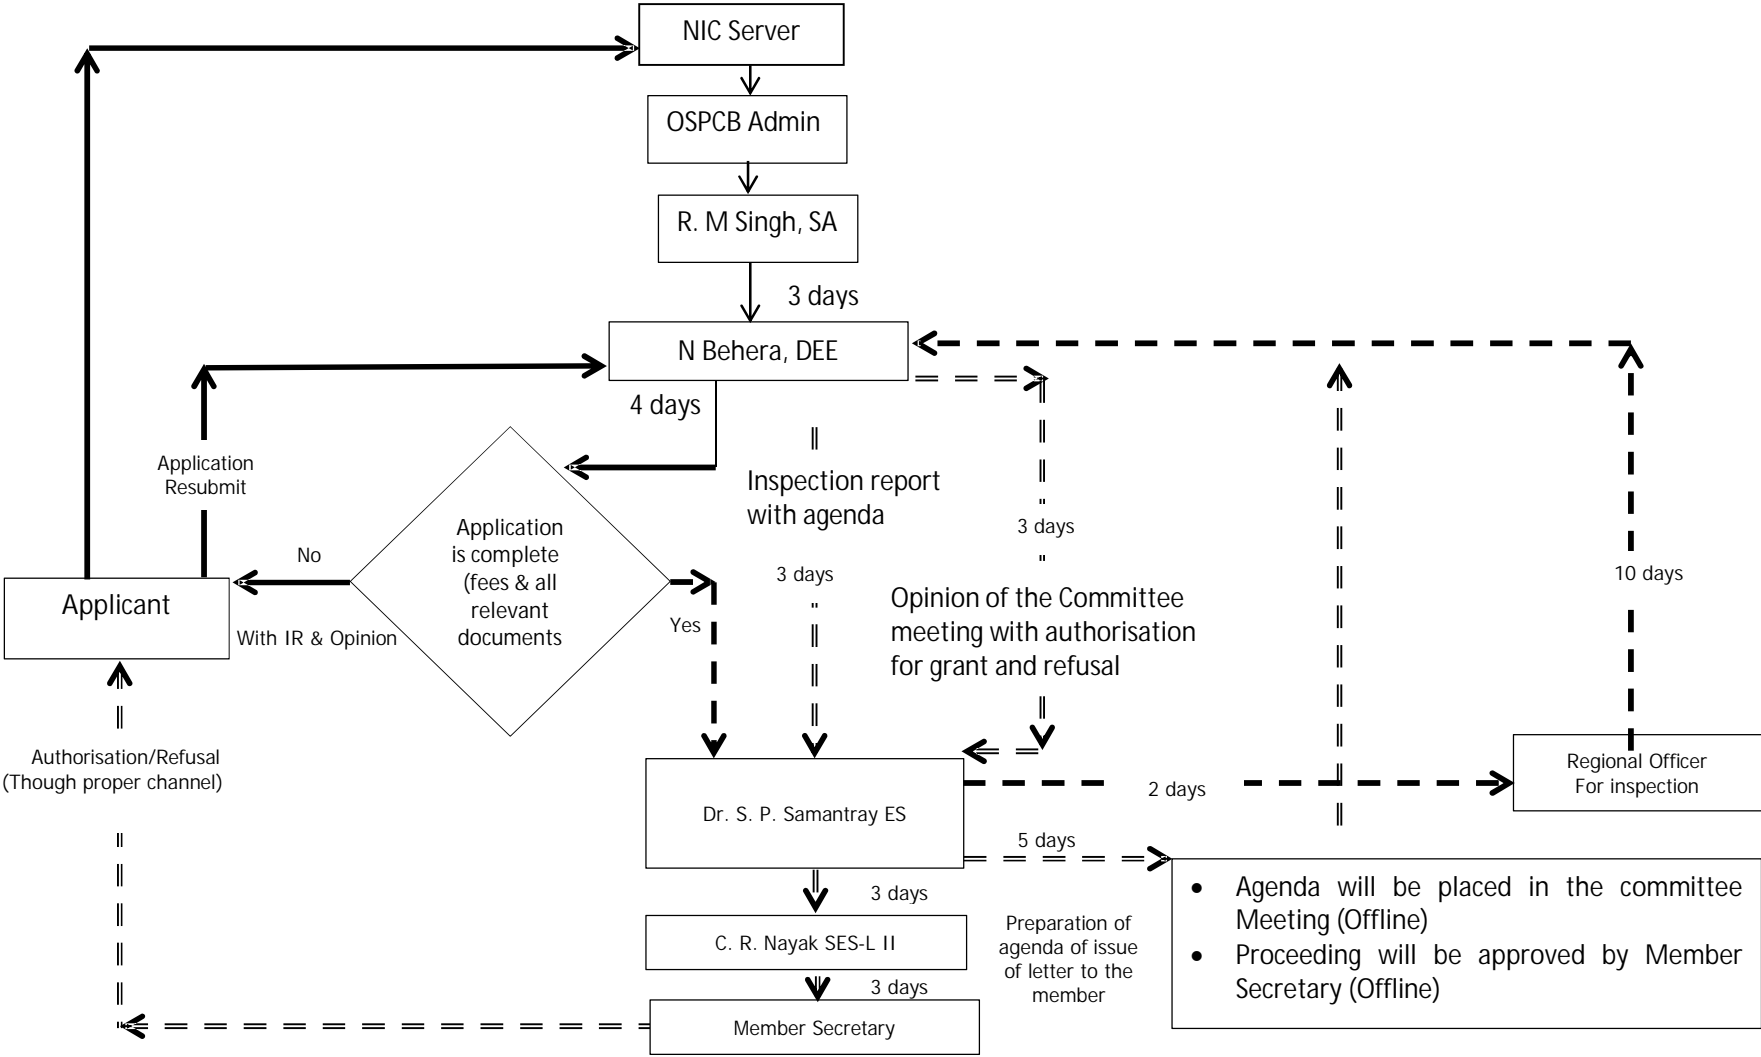 NIC Server
OSPCB Admin
R. M Singh, SA
3 days
N Behera, DEE
4 days
Application
Resubmit
Inspection report
with agenda
3 days
Application
is complete
(fees & all
relevant
documents
No
3 days
10 days
Applicant
Opinion of the Committee
meeting with authorisation
for grant and refusal
With IR & Opinion
Yes
Authorisation/Refusal
(Though proper channel)
Regional Officer
For inspection
2 days
Dr. S. P. Samantray ES
5 days
3 days
• Agenda will be placed in the committee
Meeting (Offline)
• Proceeding will be approved by Member
Secretary (Offline)
Preparation of
agenda of issue
of letter to the
member
C. R. Nayak SES-L II
3 days
Member Secretary